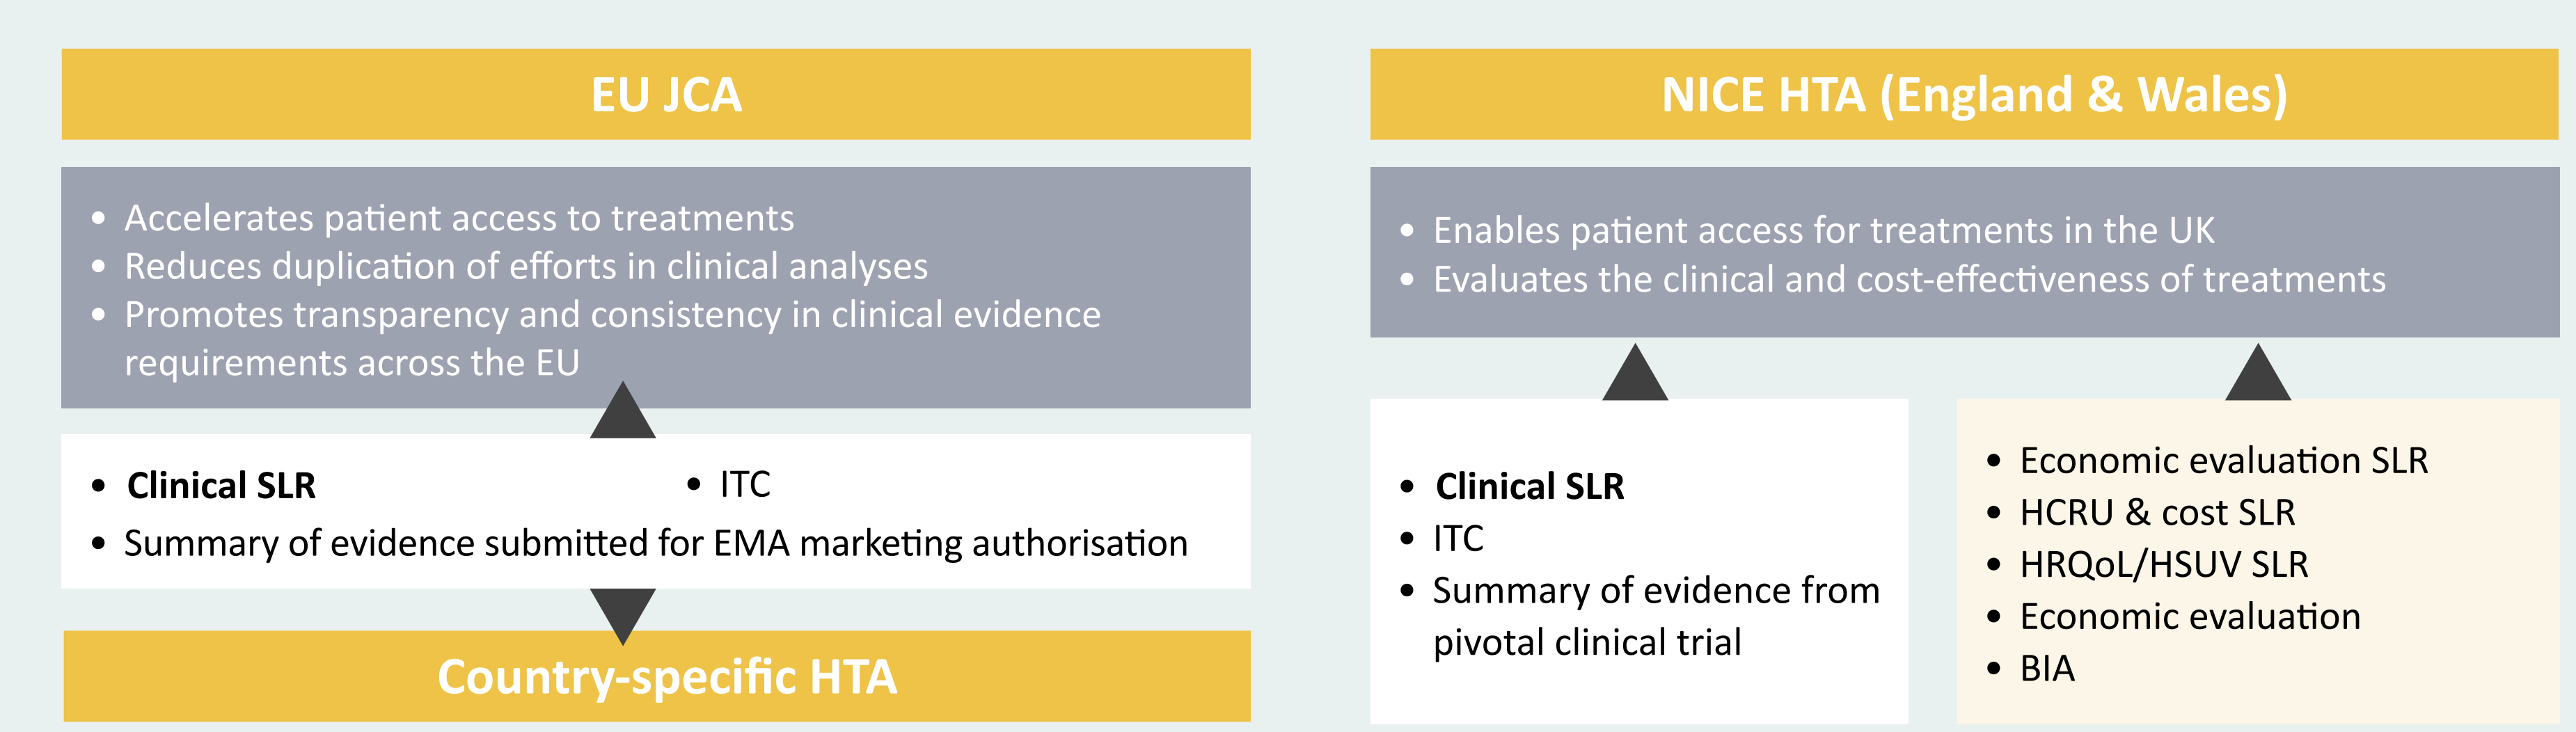 EU JCA
• Accelerates patient access to treatments
• Reduces duplication of efforts in clinical analyses
• Promotes transparency and consistency in clinical evidence
requirements across the EU
• Clinical SLR
• ITC
• Summary of evidence submitted for EMA marketing authorisation
Country-specific HTA
NICE HTA (England & Wales)
• Enables patient access for treatments in the UK
• Evaluates the clinical and cost-effectiveness of treatments
• Clinical SLR
• ITC
• Summary of evidence from
pivotal clinical trial
• Economic evaluation SLR
• HCRU & cost SLR
• HRQoL/HSUV SLR
• Economic evaluation
• BIA